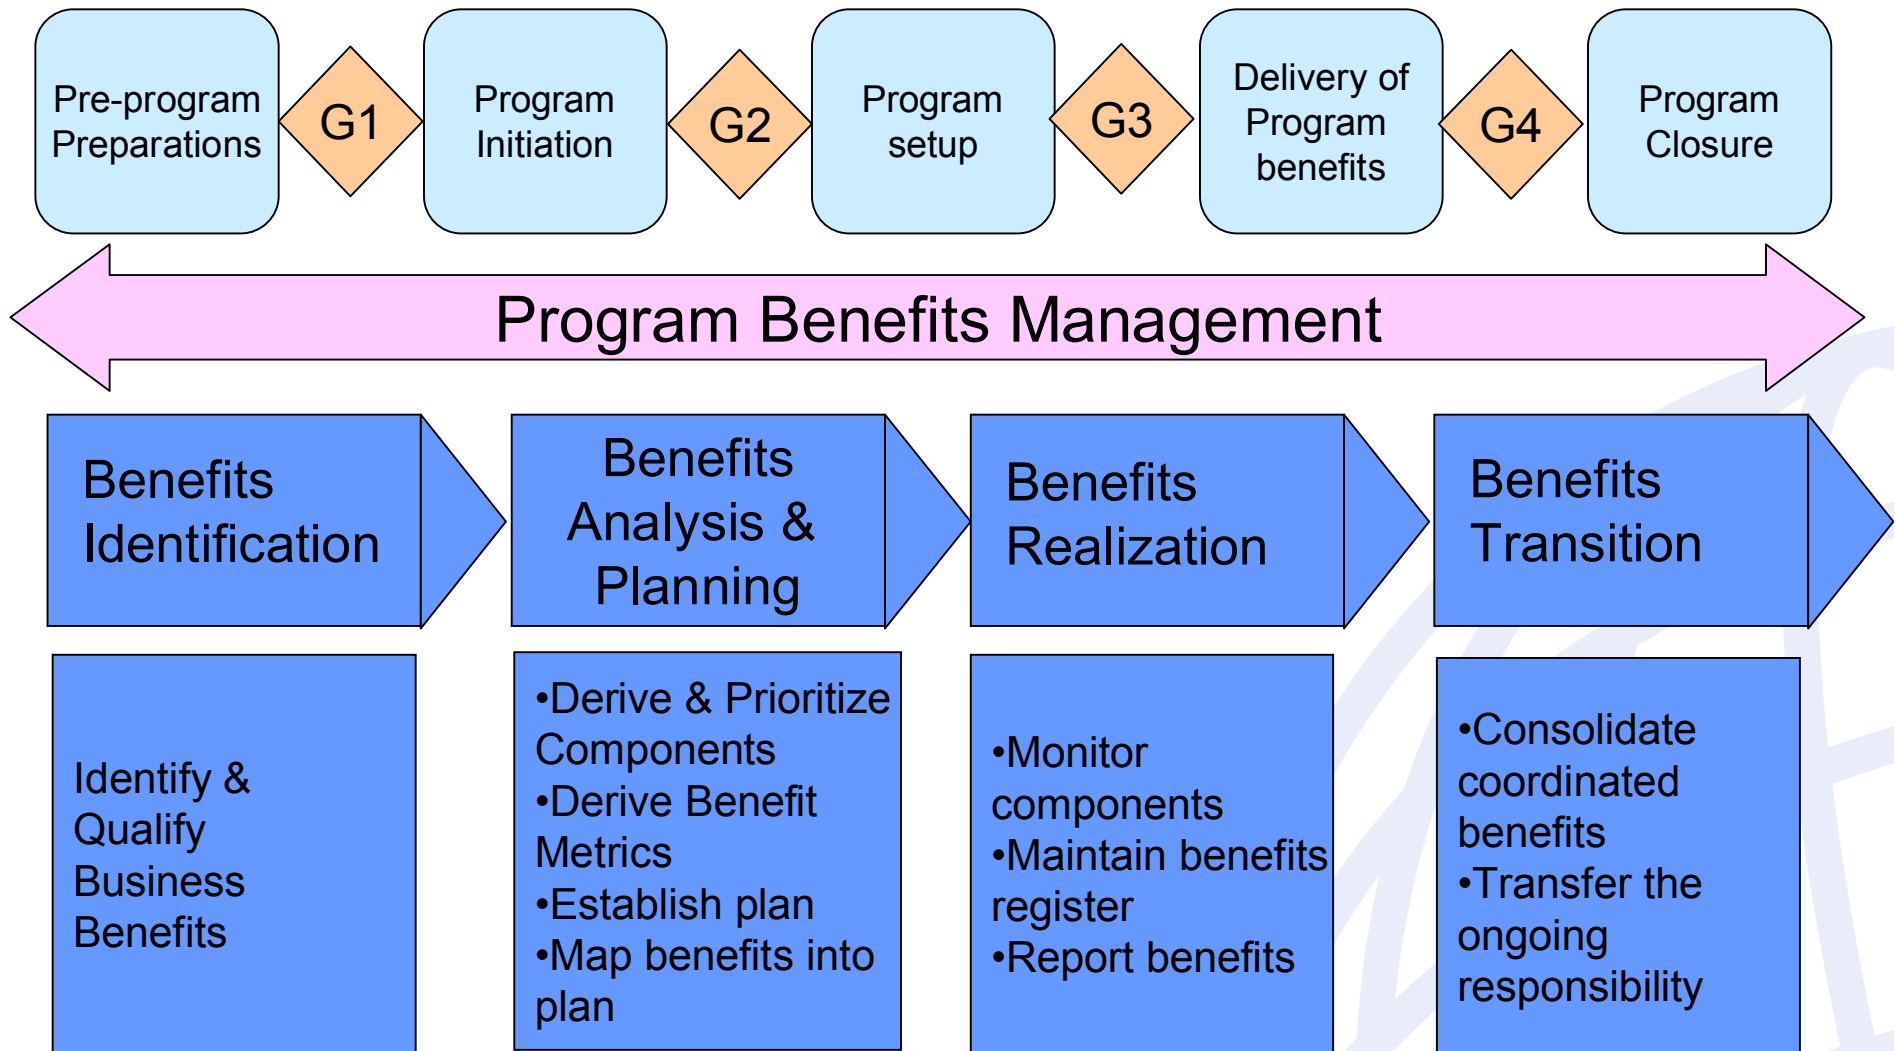 Pre-program
Preparations
G1
Program
Initiation
G2
Program
setup
G3
Delivery of
Program
benefits
G4
Program
Closure
Program Benefits Management
Benefits
Identification
Benefits
Analysis &
Planning
Benefits
Realization
Benefits
Transition
Identify &
Qualify
Business
Benefits
•Derive & Prioritize
Components
•Derive Benefit
Metrics
•Establish plan
•Map benefits into
plan
•Monitor
components
•Maintain benefits
register
•Report benefits
•Consolidate
coordinated
benefits
•Transfer the
ongoing
responsibility